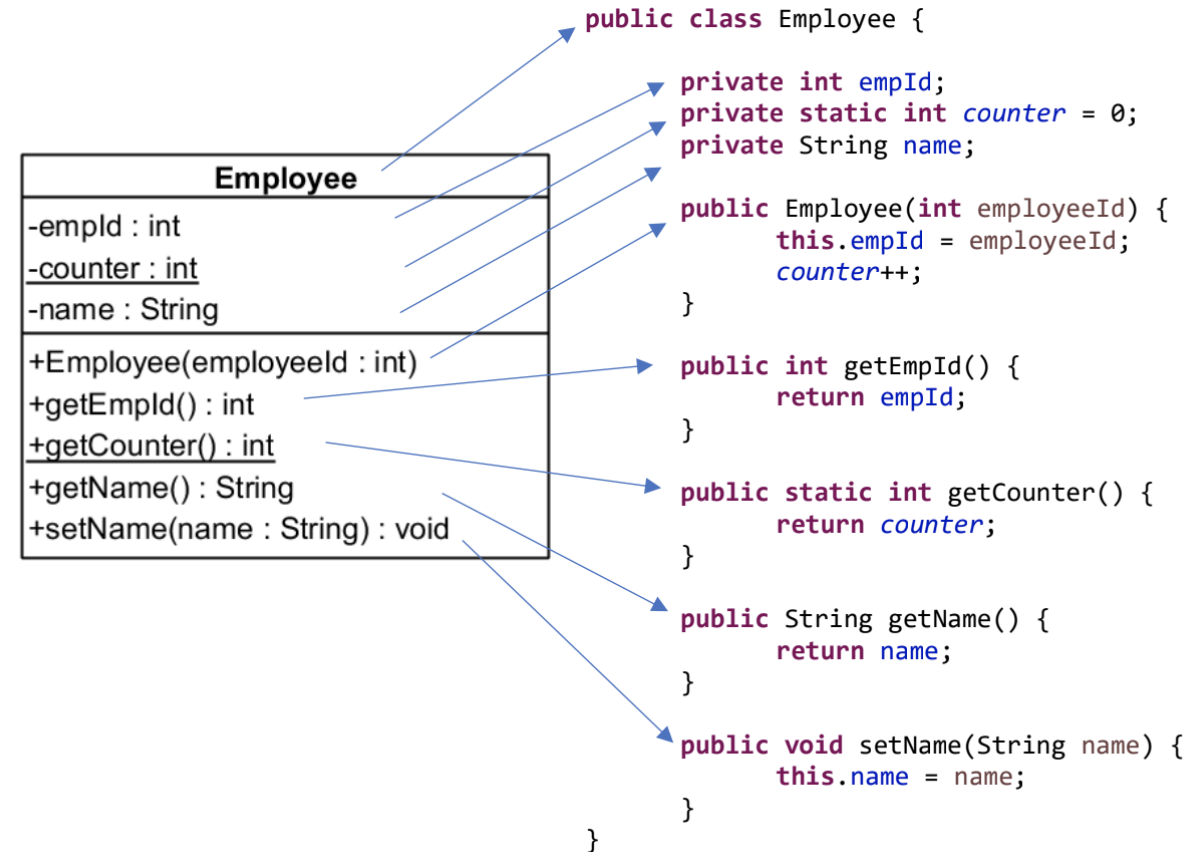 Employee
-empId : int
-counter : int
-name : String
+Employee(employeeId : int)
+getEmpId() : int
+getCounter() : int
+getName() : String
+setName(name : String) : void
public class Employee {
private int empId;
private static int counter = 0;
private String name;
public Employee(int employeeId) {
this.empId = employeeId;
counter++;
}
public int getEmpId() {
return empId;
}
public static int getCounter() {
return counter;
}
public String getName() {
return name;
}
public void setName(String name) {
this.name = name;
}
}